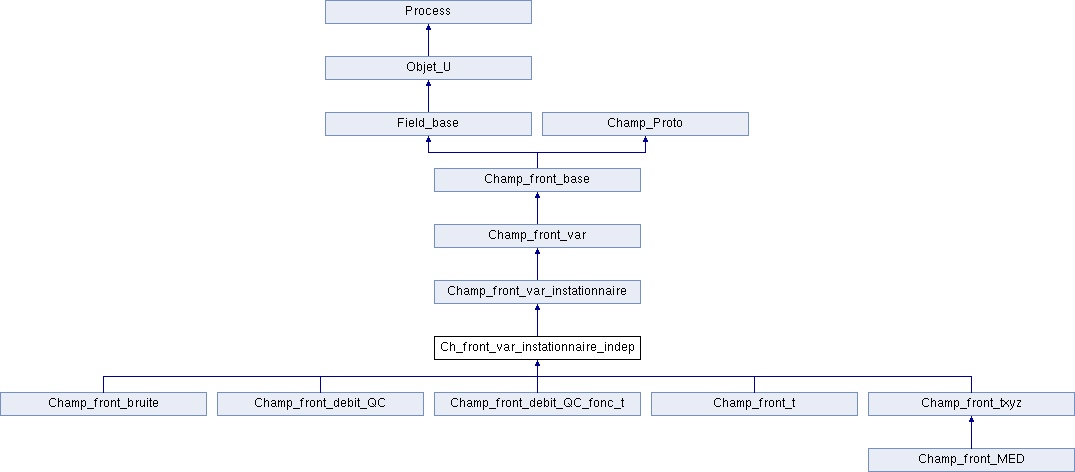 Process
Objet_U
Field_base
Champ_Proto
Champ_front_base
Champ_front_var
Champ_front_var_instationnaire
Ch_front_var_instationnaire_indep
Champ_front_bruite
Champ_front_debit_QC
Champ_front_debit_QC_fonc_t
Champ_front_t
Champ_front_txyz
Champ_front_MED